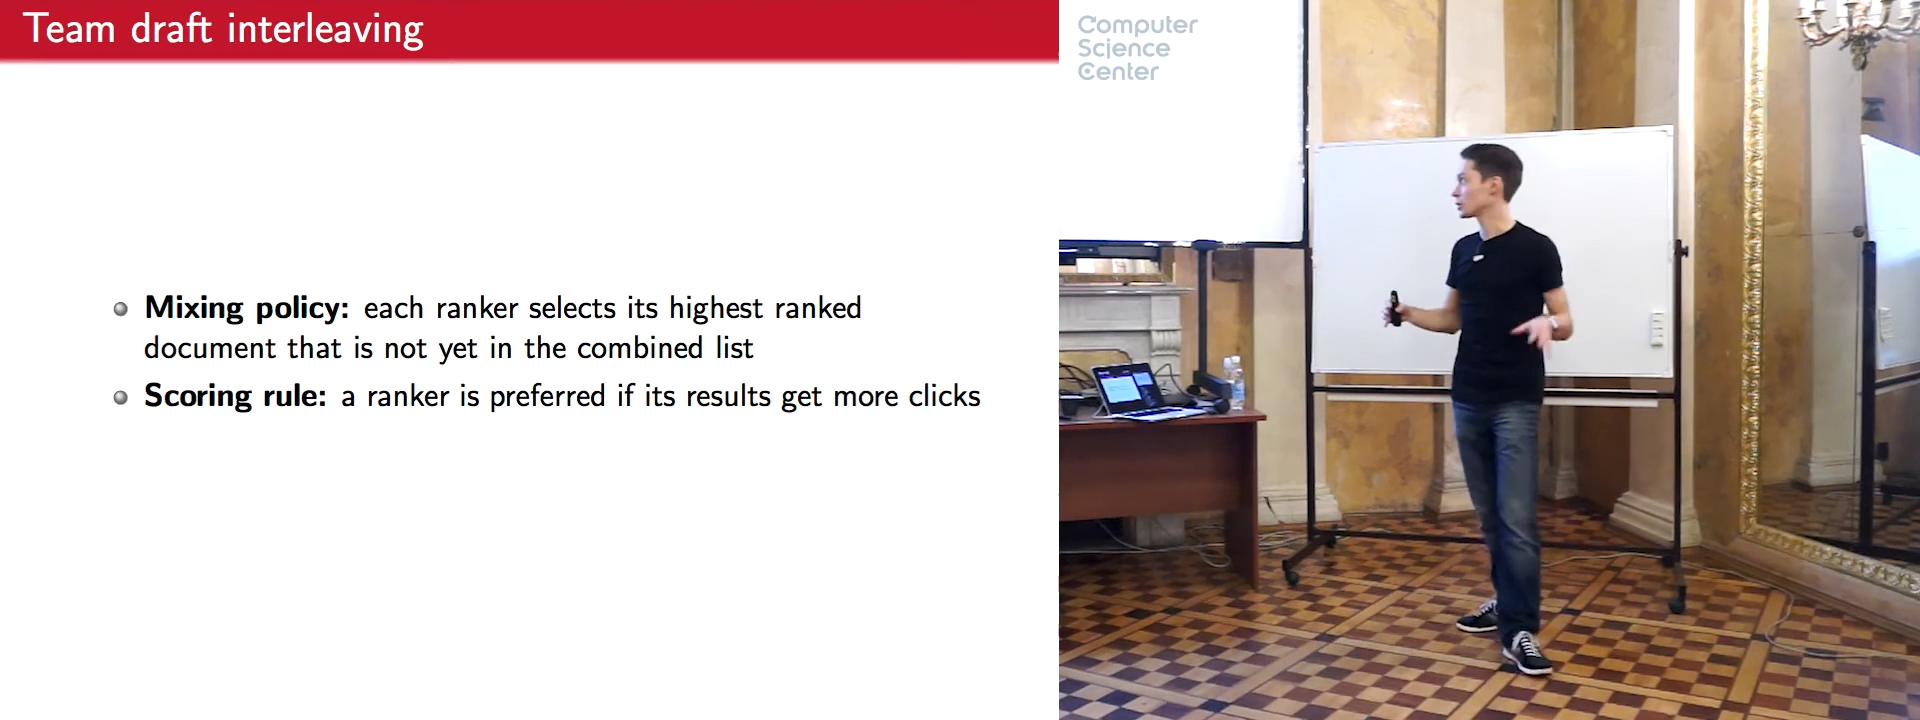 Team draft interleaving
Mixing policy: each ranker selects its highest ranked
document that is not yet in the combined list
Scoring rule: a ranker is preferred if its results get more clicks
Computer
Science
Center